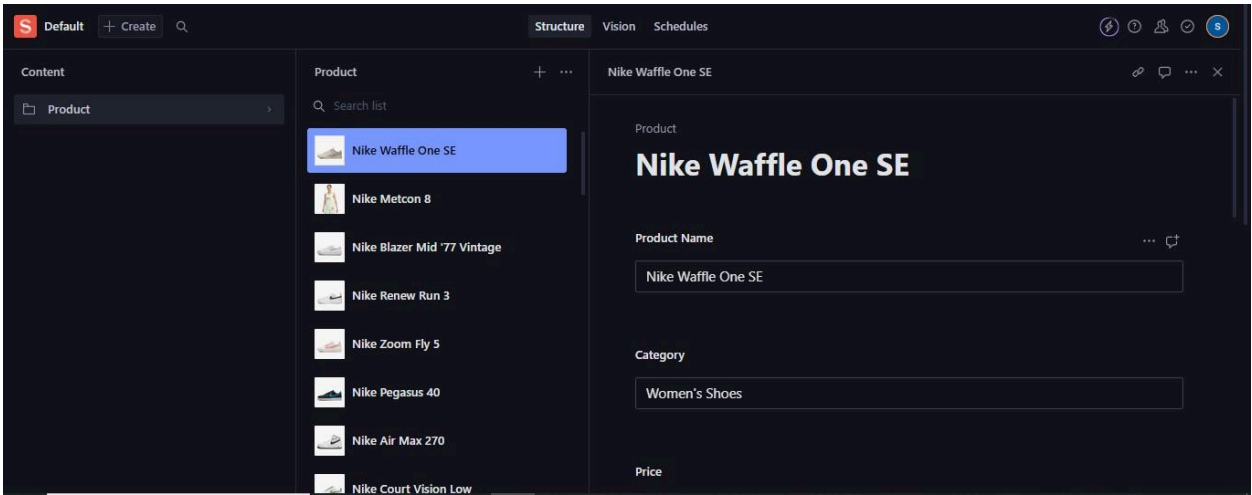 S Default + Create Structure Vision Schedules S
Content
Product
Product
Search list
Nike Waffle One SE
Nike Metcon 8
Nike Blazer Mid '77 Vintage
Nike Renew Run 3
Nike Zoom Fly 5
Nike Pegasus 40
Nike Air Max 270
Nike Court Vision Low
Nike Waffle One SE
Product
Nike Waffle One SE
Product Name
Nike Waffle One SE
Category
Women's Shoes
Price